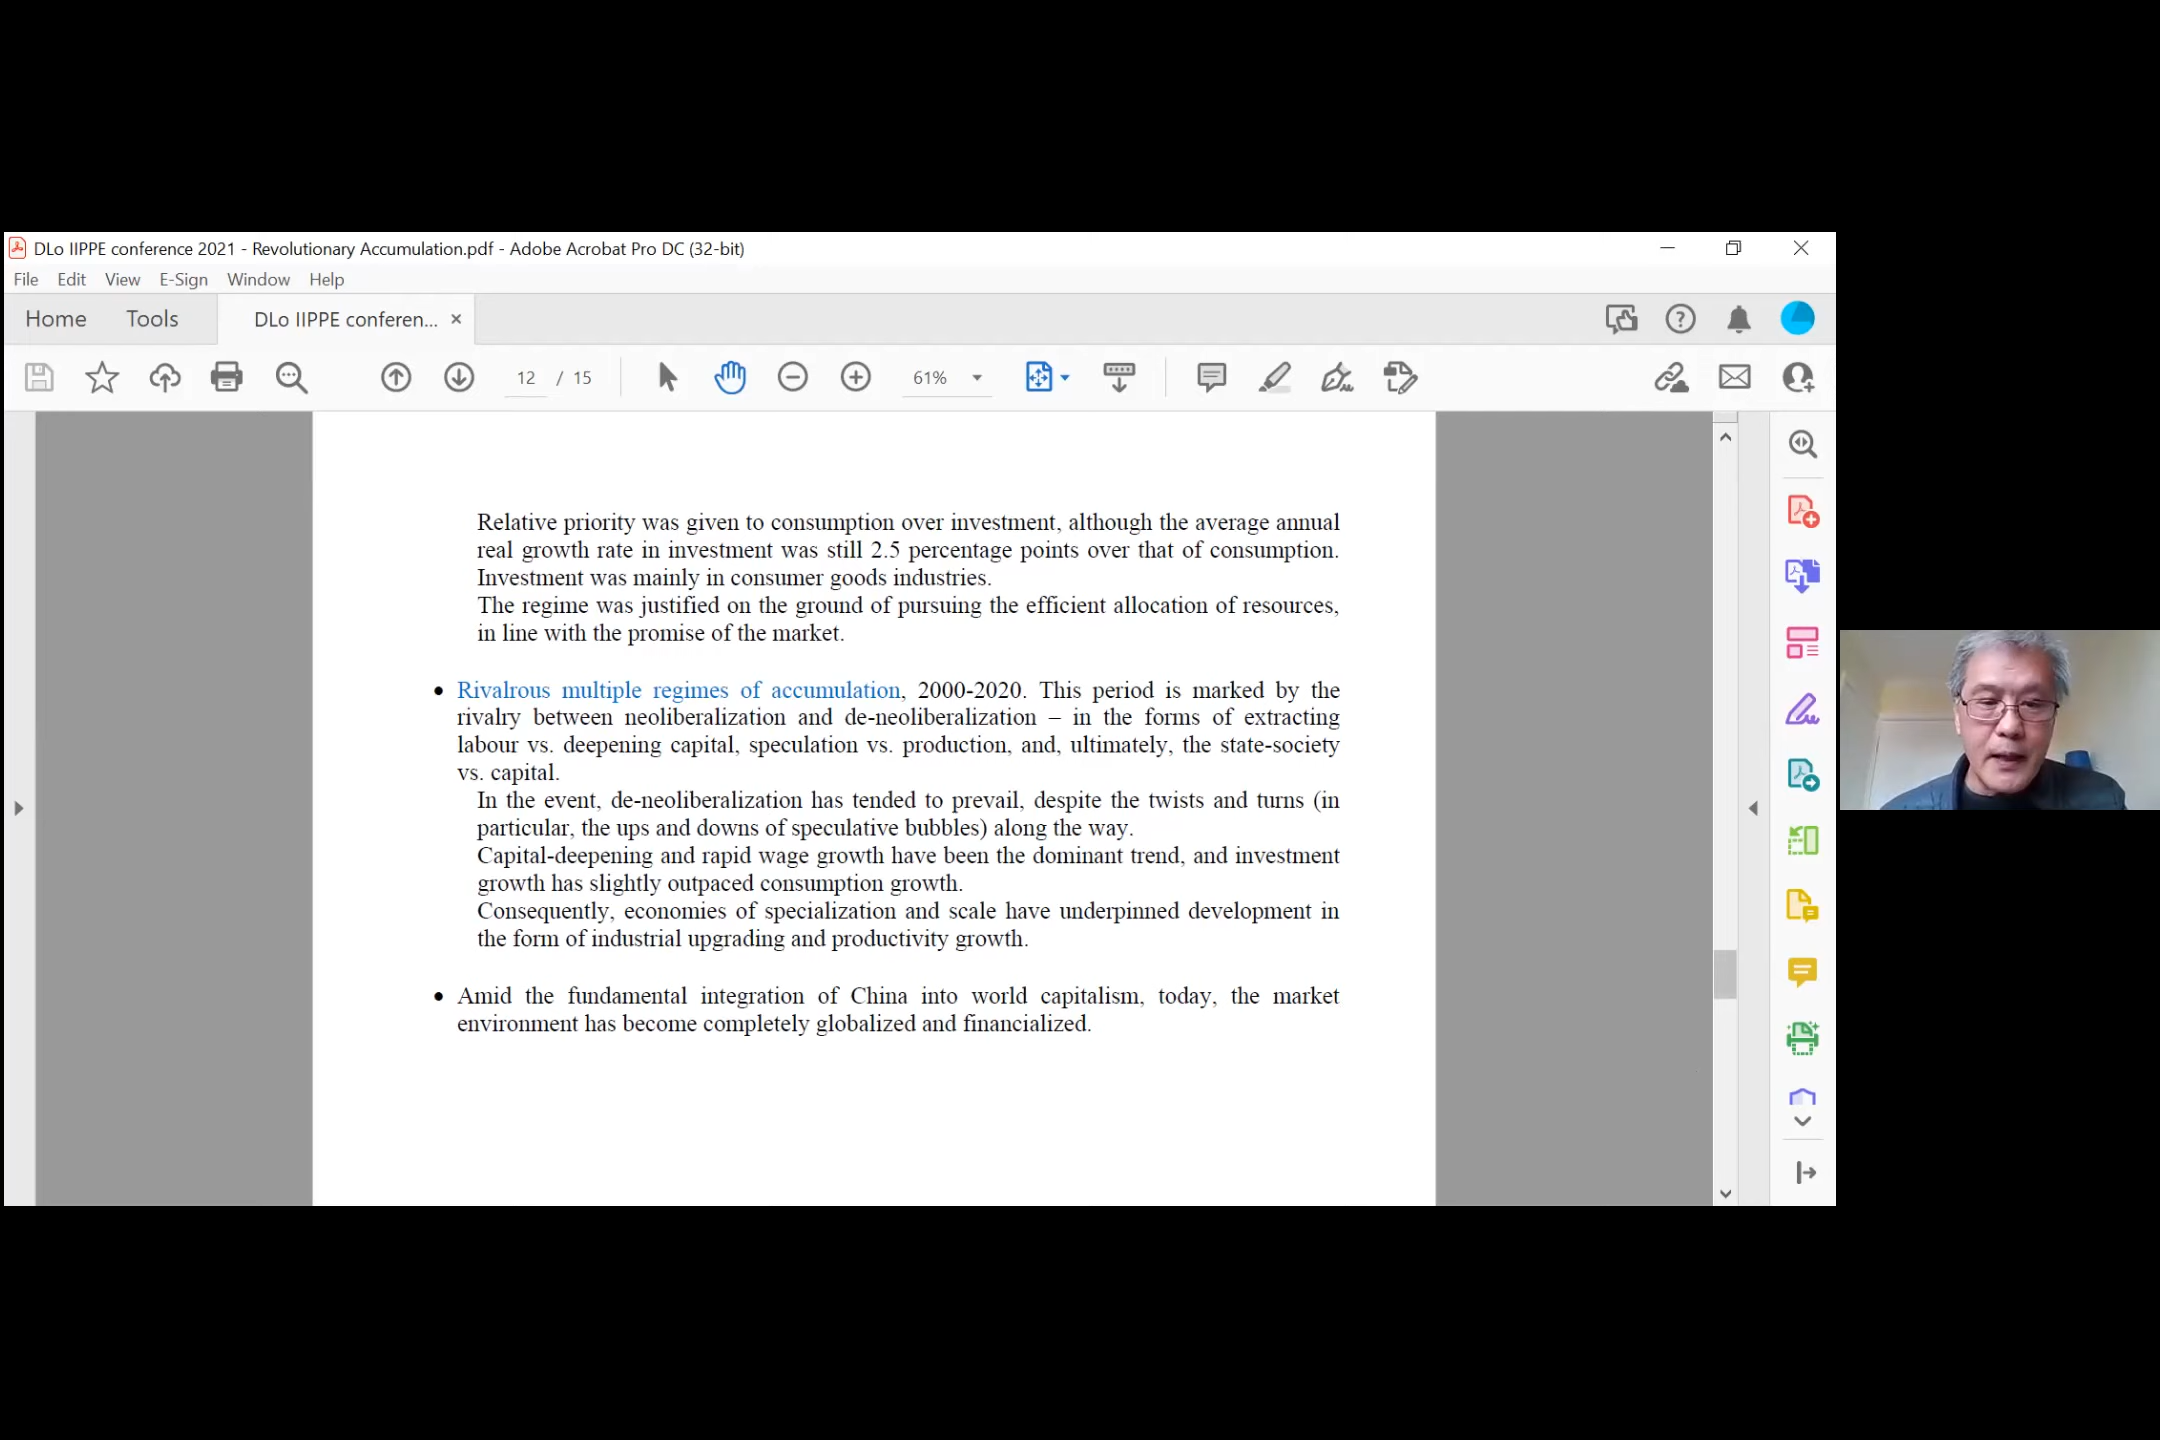 DLo IIPPE conference 2021 - Revolutionary Accumulation.pdf - Adobe Acrobat Pro DC (32-bit)
File Edit View E-Sign Window Help
Home Tools DLo IIPPE conferen... ×
12 / 15 61%
Relative priority was given to consumption over investment, although the average annual
real growth rate in investment was still 2.5 percentage points over that of consumption.
Investment was mainly in consumer goods industries.
The regime was justified on the ground of pursuing the efficient allocation of resources,
in line with the promise of the market.
• Rivalrous multiple regimes of accumulation, 2000-2020. This period is marked by the
rivalry between neoliberalization and de-neoliberalization – in the forms of extracting
labour vs. deepening capital, speculation vs. production, and, ultimately, the state-society
vs. capital.
In the event, de-neoliberalization has tended to prevail, despite the twists and turns (in
particular, the ups and downs of speculative bubbles) along the way.
Capital-deepening and rapid wage growth have been the dominant trend, and investment
growth has slightly outpaced consumption growth.
Consequently, economies of specialization and scale have underpinned development in
the form of industrial upgrading and productivity growth.
• Amid the fundamental integration of China into world capitalism, today, the market
environment has become completely globalized and financialized.